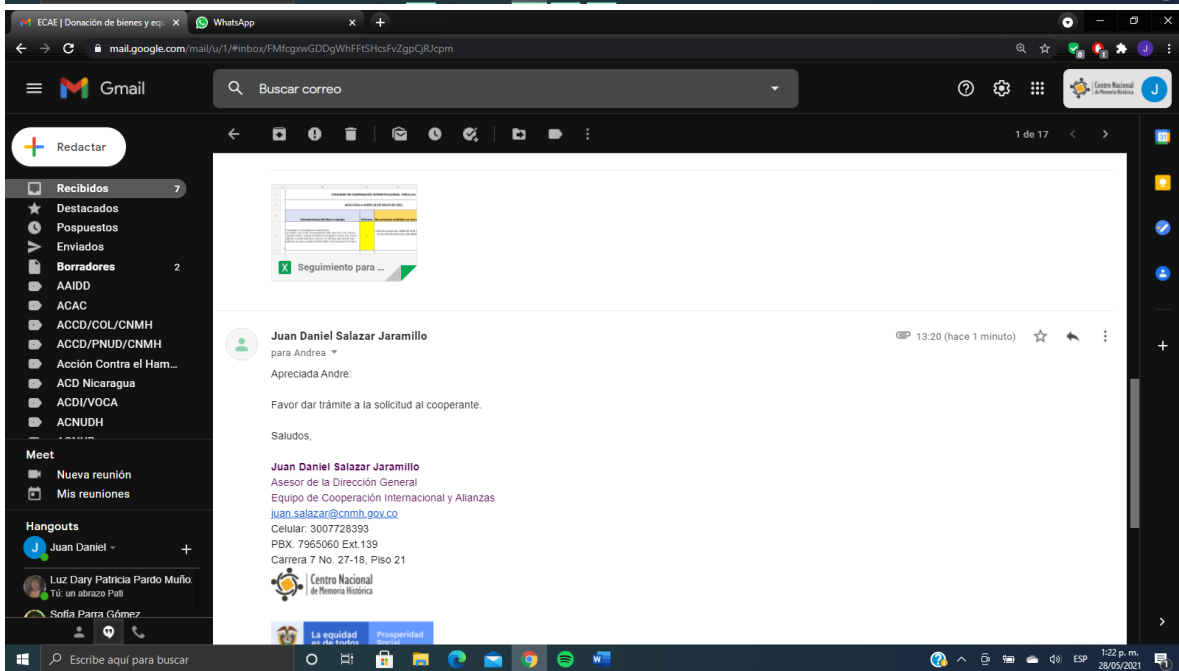 ECAE | Donación de bienes y equ
WhatsApp
mail.google.com/mail/u/1/#inbox/FMfcgxwGDDgWhFFtSHcsFvZgpCjRJcpm
Gmail
Buscar correo
Centro Nacional
de Memoria Histórica
J
Redactar
1 de 17
Recibidos 7
Destacados
Pospuestos
Enviados
Borradores 2
AAIDD
ACAC
ACCD/COL/CNMH
ACCD/PNUD/CNMH
Acción Contra el Ham...
ACD Nicaragua
ACDI/VOCA
ACNUDH
Meet
Nueva reunión
Mis reuniones
Hangouts
Juan Daniel
Luz Dary Patricia Pardo Muño
Tú: un abrazo Pati
Sofía Parra Gómez
Seguimiento para ...
Juan Daniel Salazar Jaramillo
13:20 (hace 1 minuto)
para Andrea
Apreciada Andre:
Favor dar trámite a la solicitud al cooperante.
Saludos,
Juan Daniel Salazar Jaramillo
Asesor de la Dirección General
Equipo de Cooperación Internacional y Alianzas
juan.salazar@cnmh.gov.co
Celular: 3007728393
PBX. 7965060 Ext.139
Carrera 7 No. 27-18, Piso 21
Centro Nacional
de Memoria Histórica
La equidad
es de todos
Prosperidad
Social
Escribe aquí para buscar
ESP
1:22 p. m.
28/05/2021